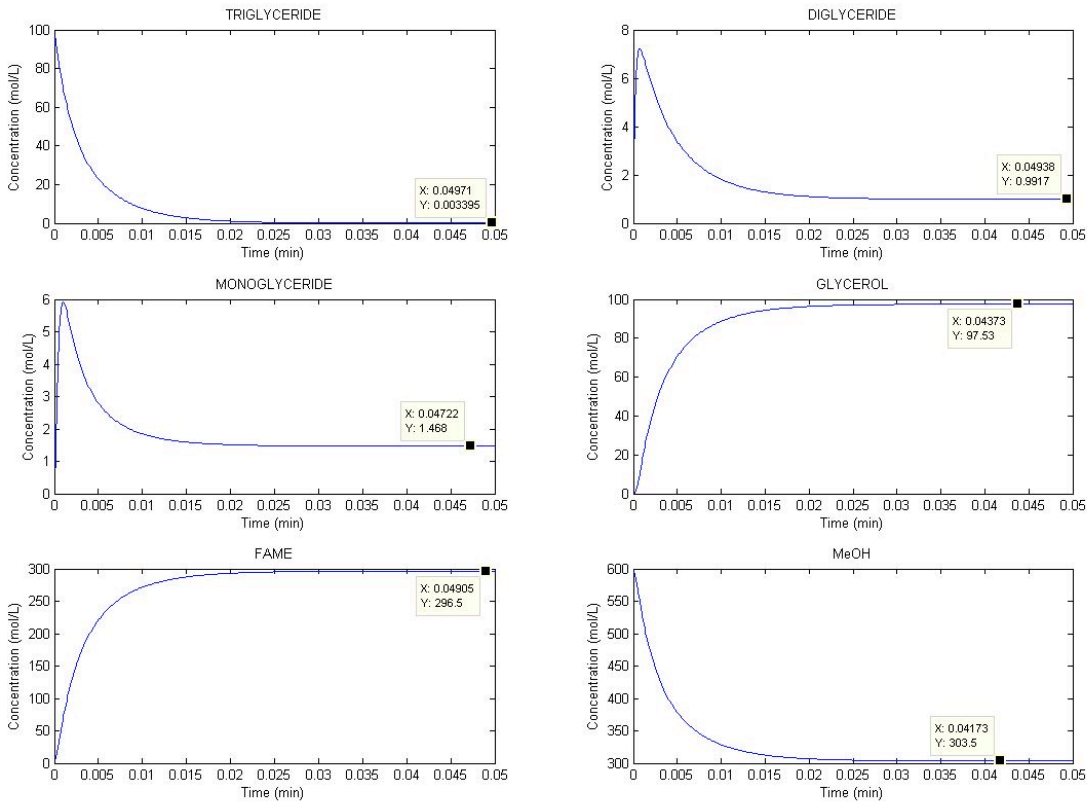 TRIGLYCERIDE
Concentration (mol/L)
100
80
60
40
20
0
X: 0.04971
Y: 0.003395
0 0.005 0.01 0.015 0.02 0.025 0.03 0.035 0.04 0.045 0.05
Time (min)
DIGLYCERIDE
Concentration (mol/L)
8
6
4
2
0
X: 0.04938
Y: 0.9917
0 0.005 0.01 0.015 0.02 0.025 0.03 0.035 0.04 0.045 0.05
Time (min)
MONOGLYCERIDE
Concentration (mol/L)
6
5
4
3
2
1
0
X: 0.04722
Y: 1.468
0 0.005 0.01 0.015 0.02 0.025 0.03 0.035 0.04 0.045 0.05
Time (min)
GLYCEROL
Concentration (mol/L)
100
80
60
40
20
0
X: 0.04373
Y: 97.53
0 0.005 0.01 0.015 0.02 0.025 0.03 0.035 0.04 0.045 0.05
Time (min)
FAME
Concentration (mol/L)
300
250
200
150
100
50
0
X: 0.04905
Y: 296.5
0 0.005 0.01 0.015 0.02 0.025 0.03 0.035 0.04 0.045 0.05
Time (min)
MeOH
Concentration (mol/L)
600
550
500
450
400
350
300
X: 0.04173
Y: 303.5
0 0.005 0.01 0.015 0.02 0.025 0.03 0.035 0.04 0.045 0.05
Time (min)